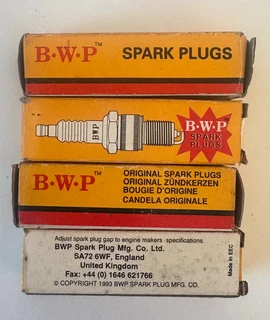 B·W·P™ SPARK PLUGS
BWP
B·W·P™
SPARK
PLUGS
B·W·P™
ORIGINAL SPARK PLUGS
ORIGINAL ZÜNDKERZEN
BOUGIE D'ORIGINE
CANDELA ORIGINALE
Adjust spark plug gap to engine makers specifications.
BWP Spark Plug Mfg. Co. Ltd.
SA72 6WF, England
United Kingdom
Fax: +44 (0) 1646 621766
© COPYRIGHT 1993 BWP SPARK PLUG MFG. CO.
Made in EEC